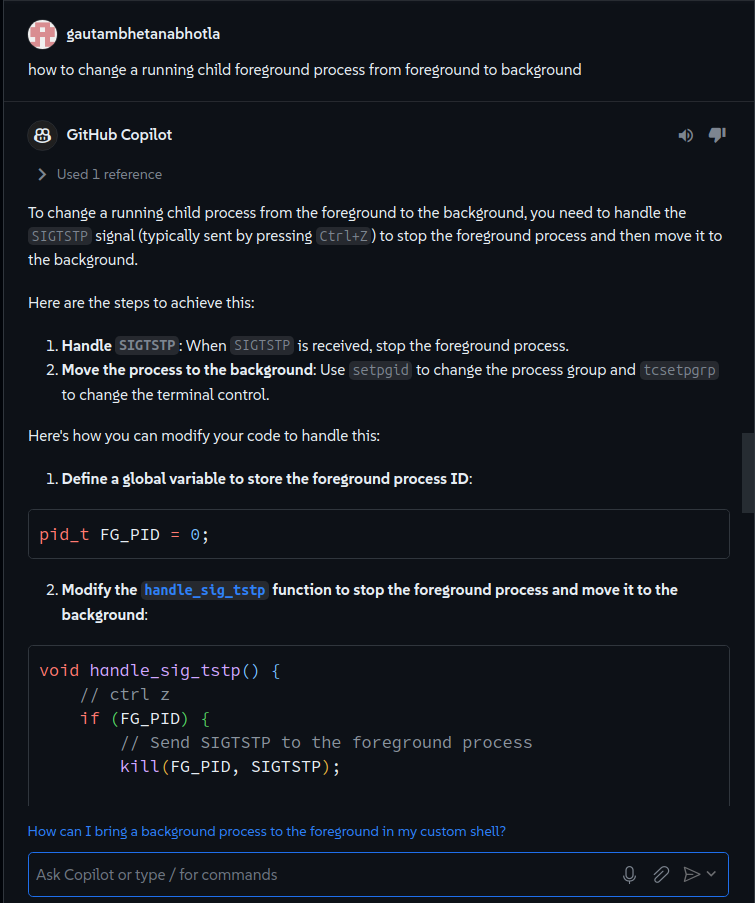 gautambhetanabhotla
how to change a running child foreground process from foreground to background
GitHub Copilot
Used 1 reference
To change a running child process from the foreground to the background, you need to handle the
SIGTSTP signal (typically sent by pressing Ctrl+Z) to stop the foreground process and then move it to
the background.
Here are the steps to achieve this:
1. Handle SIGTSTP: When SIGTSTP is received, stop the foreground process.
2. Move the process to the background: Use setpgid to change the process group and tcsetpgrp
to change the terminal control.
Here's how you can modify your code to handle this:
1. Define a global variable to store the foreground process ID:
pid_t FG_PID = 0;
2. Modify the handle_sig_tstp function to stop the foreground process and move it to the
background:
void handle_sig_tstp() {
// ctrl z
if (FG_PID) {
// Send SIGTSTP to the foreground process
kill(FG_PID, SIGTSTP);
How can I bring a background process to the foreground in my custom shell?
Ask Copilot or type / for commands